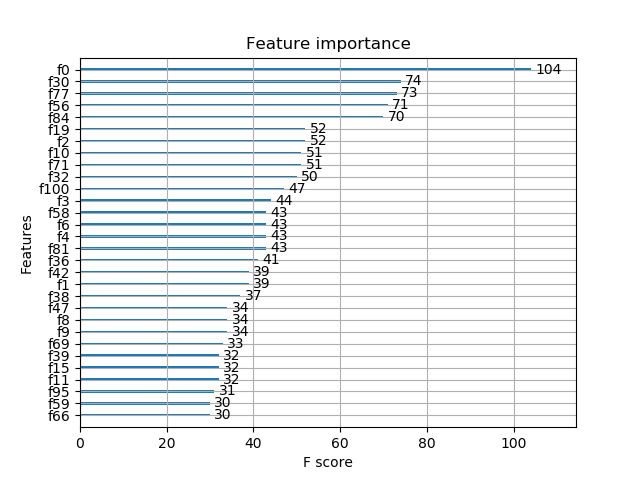 Feature importance
Features
f0 104
f30 74
f77 73
f56 71
f84 70
f19 52
f2 52
f10 51
f71 51
f32 50
f100 47
f3 44
f58 43
f6 43
f4 43
f81 43
f36 41
f42 39
f1 39
f38 37
f47 34
f8 34
f9 34
f69 33
f39 32
f15 32
f11 32
f95 31
f59 30
f66 30
0 20 40 60 80 100
F score